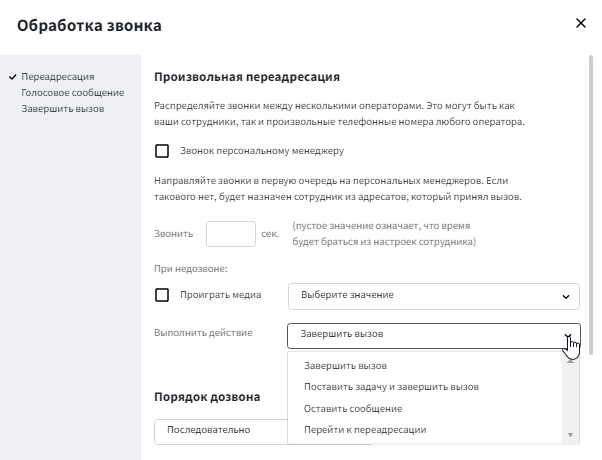 Обработка звонка
Переадресация
Голосовое сообщение
Завершить вызов
Произвольная переадресация
Распределяйте звонки между несколькими операторами. Это могут быть как
ваши сотрудники, так и произвольные телефонные номера любого оператора.
Звонок персональному менеджеру
Направляйте звонки в первую очередь на персональных менеджеров. Если
такового нет, будет назначен сотрудник из адресатов, который принял вызов.
Звонить сек. (пустое значение означает, что время
будет браться из настроек сотрудника)
При недозвоне:
Проиграть медиа Выберите значение
Выполнить действие Завершить вызов
Завершить вызов
Поставить задачу и завершить вызов
Оставить сообщение
Перейти к переадресации
Порядок дозвона
Последовательно